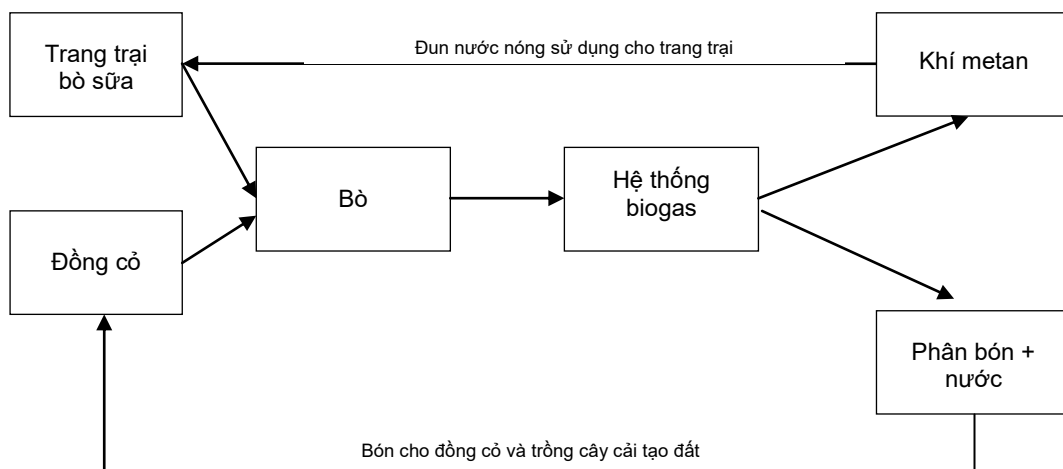 Trang trại
bò sữa
Đun nước nóng sử dụng cho trang trại
Khí metan
Bò
Hệ thống
biogas
Đồng cỏ
Phân bón +
nước
Bón cho đồng cỏ và trồng cây cải tạo đất